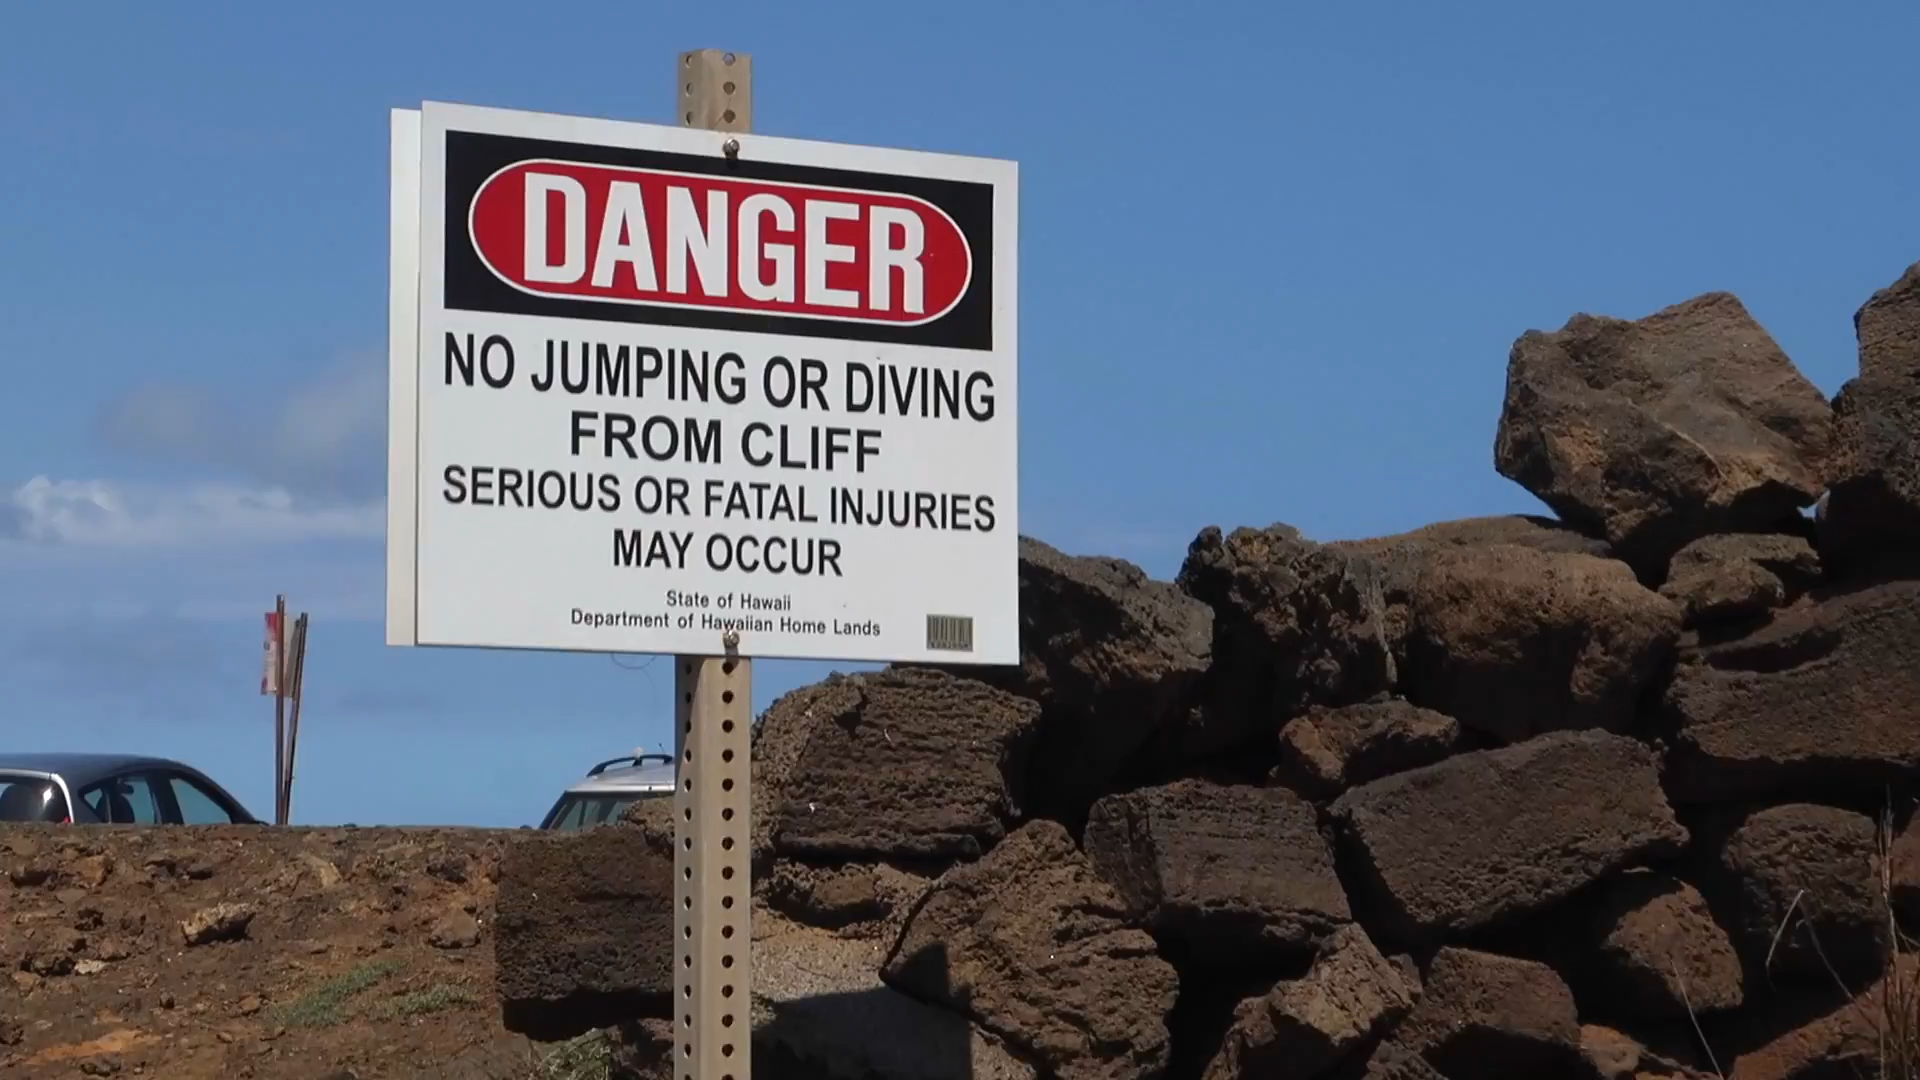 DANGER
NO JUMPING OR DIVING
FROM CLIFF
SERIOUS OR FATAL INJURIES
MAY OCCUR
State of Hawaii
Department of Hawaiian Home Lands